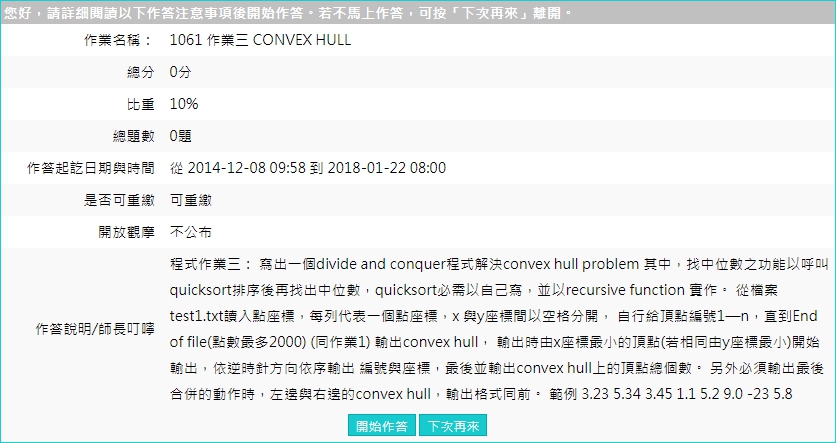 您好，請詳細閱讀以下作答注意事項後開始作答。若不馬上作答，可按「下次再來」離開。
作業名稱： 1061 作業三 CONVEX HULL
總分 0分
比重 10%
總題數 0題
作答起訖日期與時間 從 2014-12-08 09:58 到 2018-01-22 08:00
是否可重繳 可重繳
開放觀摩 不公布
作答說明/師長叮嚀
程式作業三： 寫出一個divide and conquer程式解決convex hull problem 其中，找中位數之功能以呼叫
quicksort排序後再找出中位數，quicksort必需以自己寫，並以recursive function 實作。 從檔案
test1.txt讀入點座標，每列代表一個點座標，x 與y座標間以空格分開， 自行給頂點編號1—n，直到End
of file(點數最多2000) (同作業1) 輸出convex hull， 輸出時由x座標最小的頂點(若相同由y座標最小)開始
輸出，依逆時針方向依序輸出 編號與座標，最後並輸出convex hull上的頂點總個數。 另外必須輸出最後
合併的動作時，左邊與右邊的convex hull，輸出格式同前。 範例 3.23 5.34 3.45 1.1 5.2 9.0 -23 5.8
開始作答 下次再來